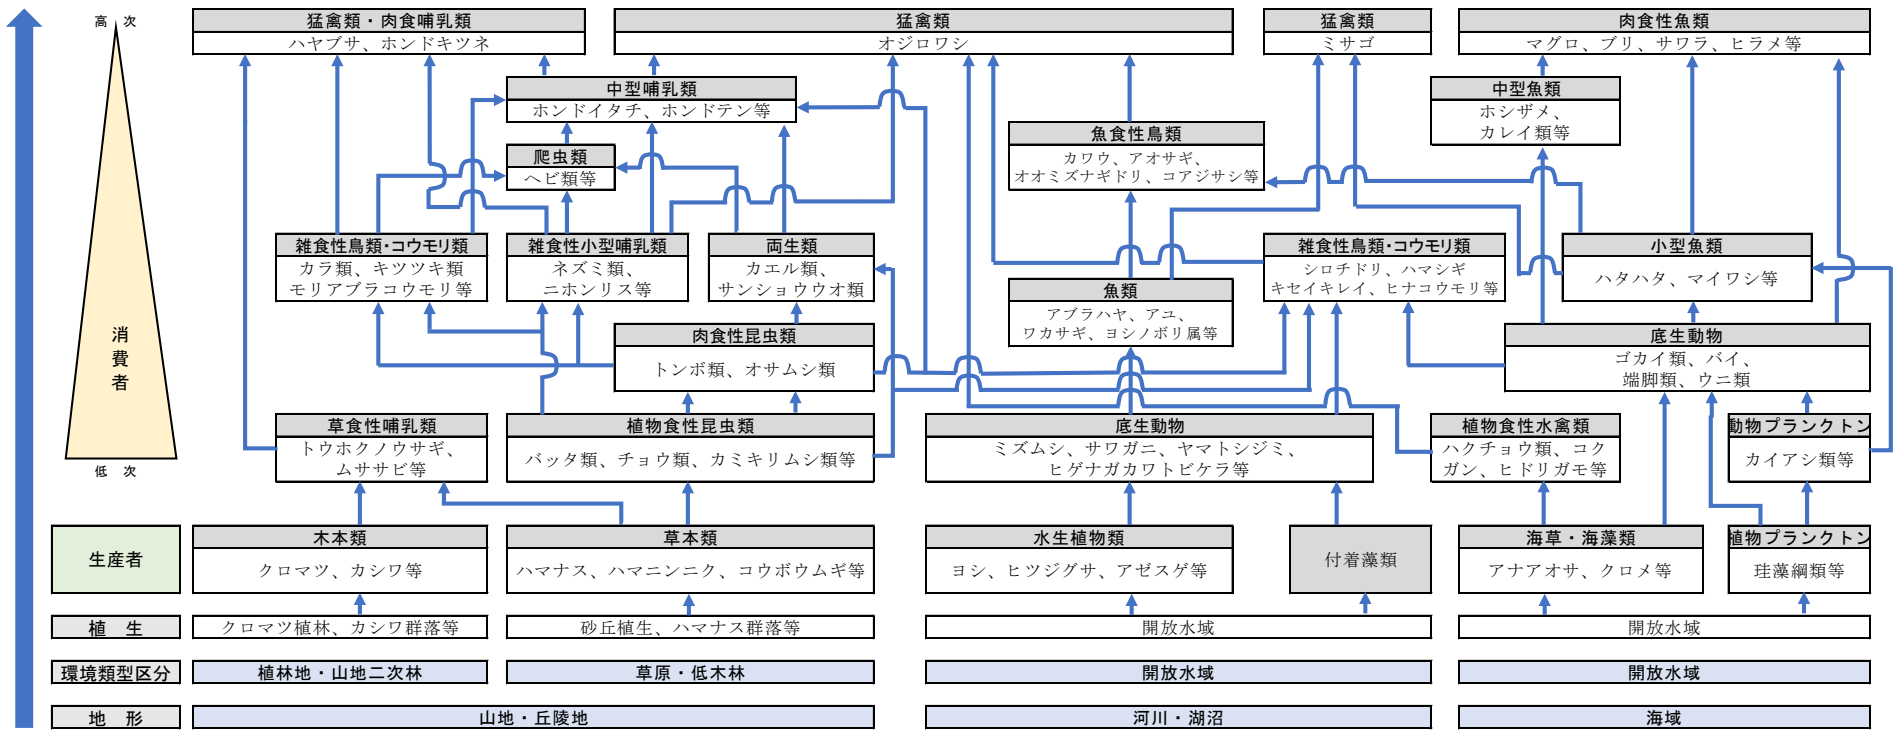 高 次
猛禽類・肉食哺乳類
ハヤブサ、ホンドキツネ
猛禽類
オジロワシ
猛禽類
ミサゴ
肉食性魚類
マグロ、ブリ、サワラ、ヒラメ等
中型哺乳類
ホンドイタチ、ホンドテン等
中型魚類
ホシザメ、
カレイ類等
魚食性鳥類
カワウ、アオサギ、
オオミズナギドリ、コアジサシ等
爬虫類
ヘビ類等
雑食性鳥類・コウモリ類
カラ類、キツツキ類
モリアブラコウモリ等
雑食性小型哺乳類
ネズミ類、
ニホンリス等
両生類
カエル類、
サンショウウオ類
雑食性鳥類・コウモリ類
シロチドリ、ハマシギ
キセイキレイ、ヒナコウモリ等
小型魚類
ハタハタ、マイワシ等
魚類
アブラハヤ、アユ、
ワカサギ、ヨシノボリ属等
肉食性昆虫類
トンボ類、オサムシ類
底生動物
ゴカイ類、バイ、
端脚類、ウニ類
消
費
者
草食性哺乳類
トウホクノウサギ、
ムササビ等
植物食性昆虫類
バッタ類、チョウ類、カミキリムシ類等
底生動物
ミズムシ、サワガニ、ヤマトシジミ、
ヒゲナガカワトビケラ等
植物食性水禽類
ハクチョウ類、コク
ガン、ヒドリガモ等
動物プランクトン
カイアシ類等
低 次
生産者
木本類
クロマツ、カシワ等
草本類
ハマナス、ハマニンニク、コウボウムギ等
水生植物類
ヨシ、ヒツジグサ、アゼスゲ等
付着藻類
海草・海藻類
アナアオサ、クロメ等
植物プランクトン
珪藻綱類等
植 生
クロマツ植林、カシワ群落等
砂丘植生、ハマナス群落等
開放水域
開放水域
環境類型区分
植林地・山地二次林
草原・低木林
開放水域
開放水域
地 形
山地・丘陵地
河川・湖沼
海域